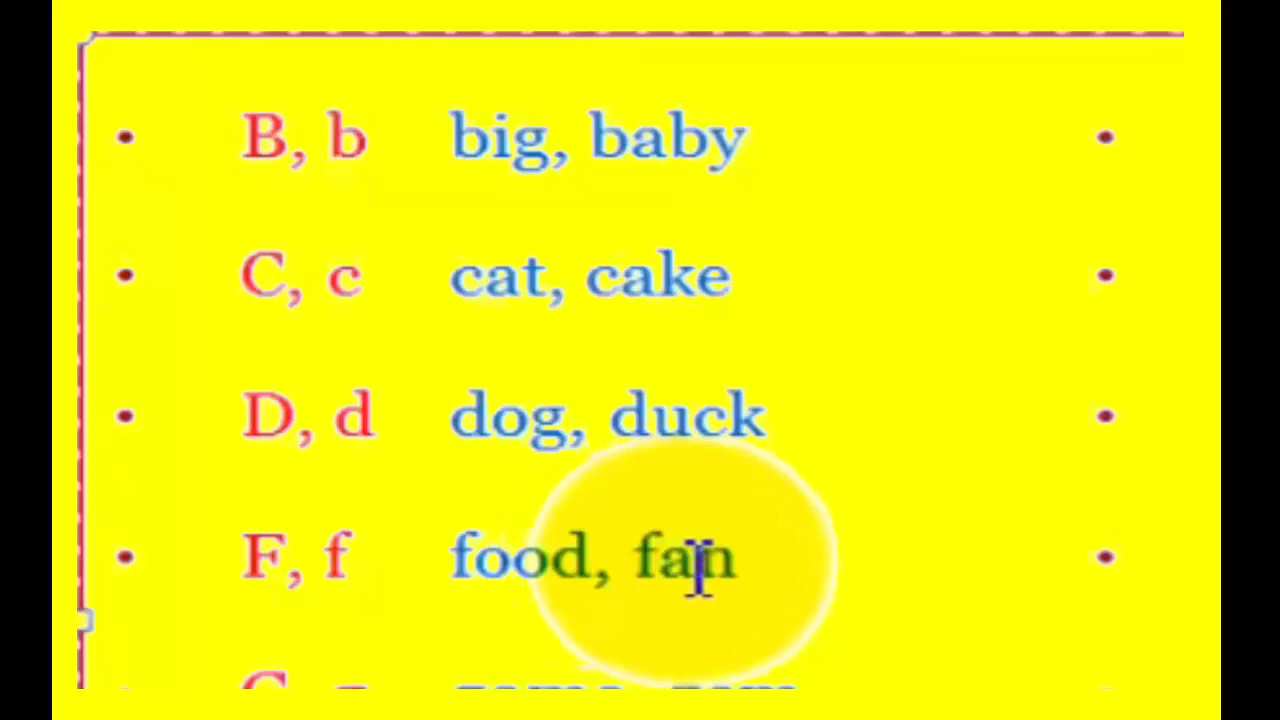 B, b big, baby
C, c cat, cake
D, d dog, duck
F, f food, fan